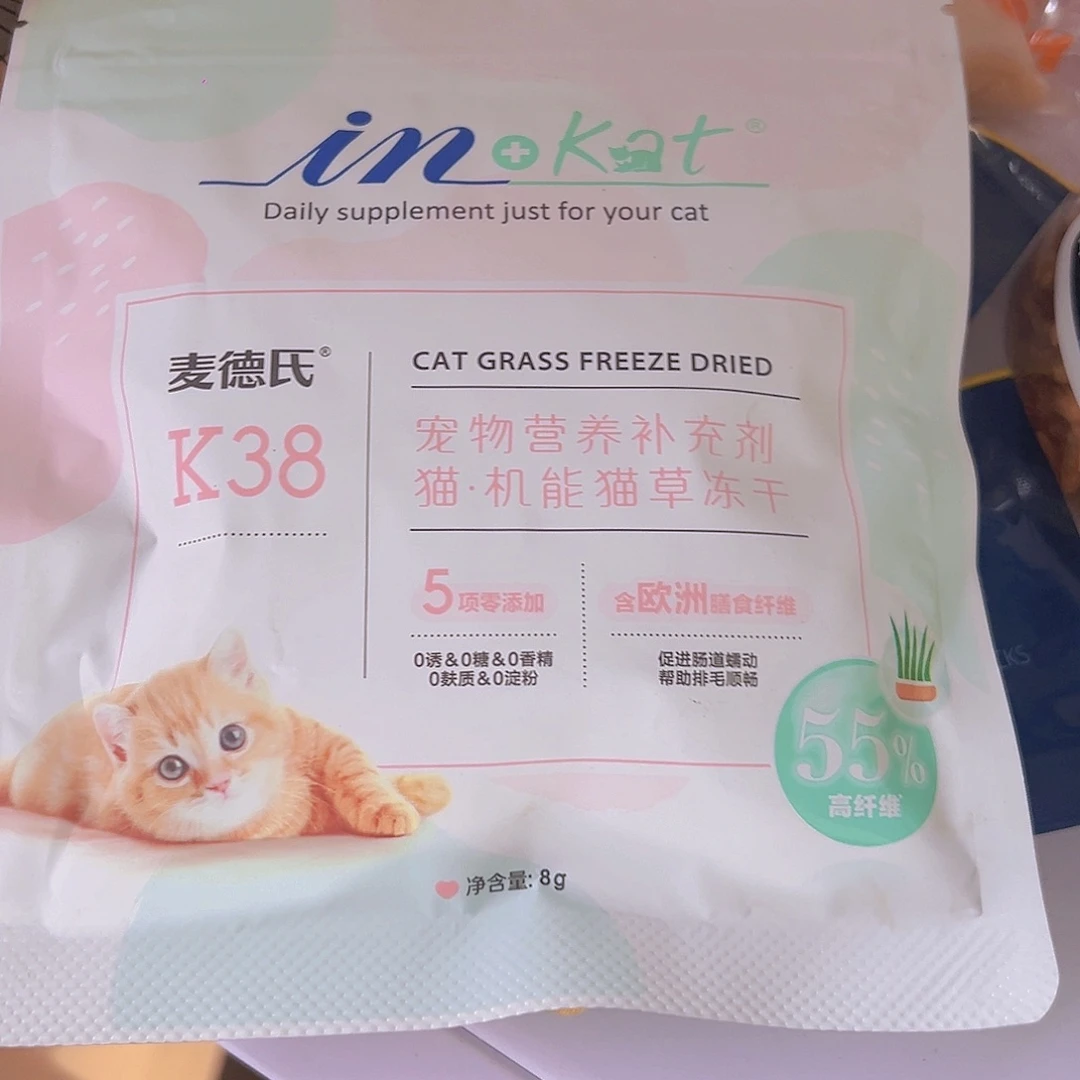 in+Kat®
Daily supplement just for your cat
麦德氏®
K38
CAT GRASS FREEZE DRIED
宠物营养补充剂
猫·机能猫草冻干
5项零添加
0诱&0糖&0香精
0麸质&0淀粉
含欧洲膳食纤维
促进肠道蠕动
帮助排毛顺畅
55%
高纤维
净含量: 8g